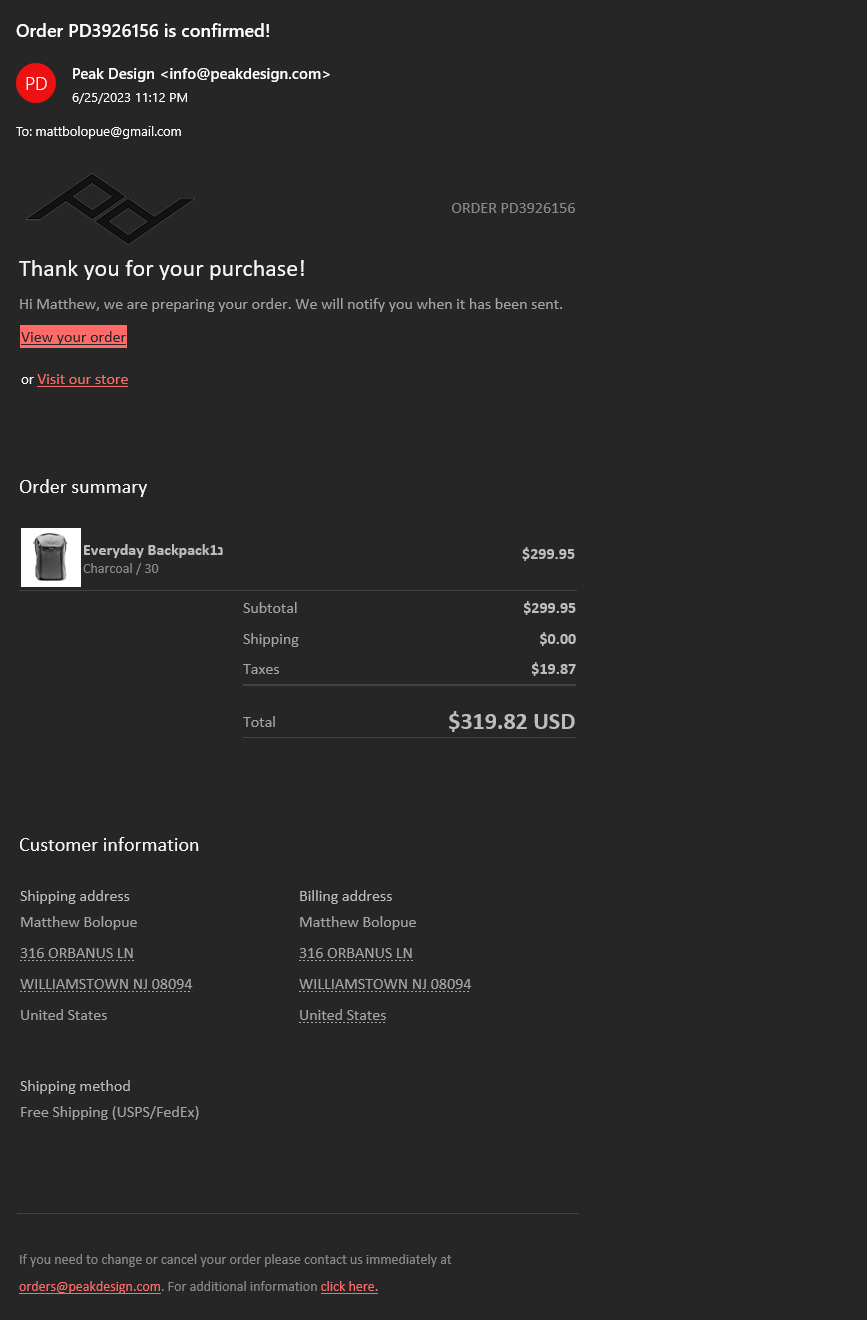 Order PD3926156 is confirmed!
PD
Peak Design <info@peakdesign.com>
6/25/2023 11:12 PM
To: mattbolopue@gmail.com
ORDER PD3926156
Thank you for your purchase!
Hi Matthew, we are preparing your order. We will notify you when it has been sent.
View your order
or Visit our store
Order summary
Everyday Backpack1נ $299.95
Charcoal / 30
Subtotal $299.95
Shipping $0.00
Taxes $19.87
Total $319.82 USD
Customer information
Shipping address Billing address
Matthew Bolopue Matthew Bolopue
316 ORBANUS LN 316 ORBANUS LN
WILLIAMSTOWN NJ 08094 WILLIAMSTOWN NJ 08094
United States United States
Shipping method
Free Shipping (USPS/FedEx)
If you need to change or cancel your order please contact us immediately at
orders@peakdesign.com. For additional information click here.